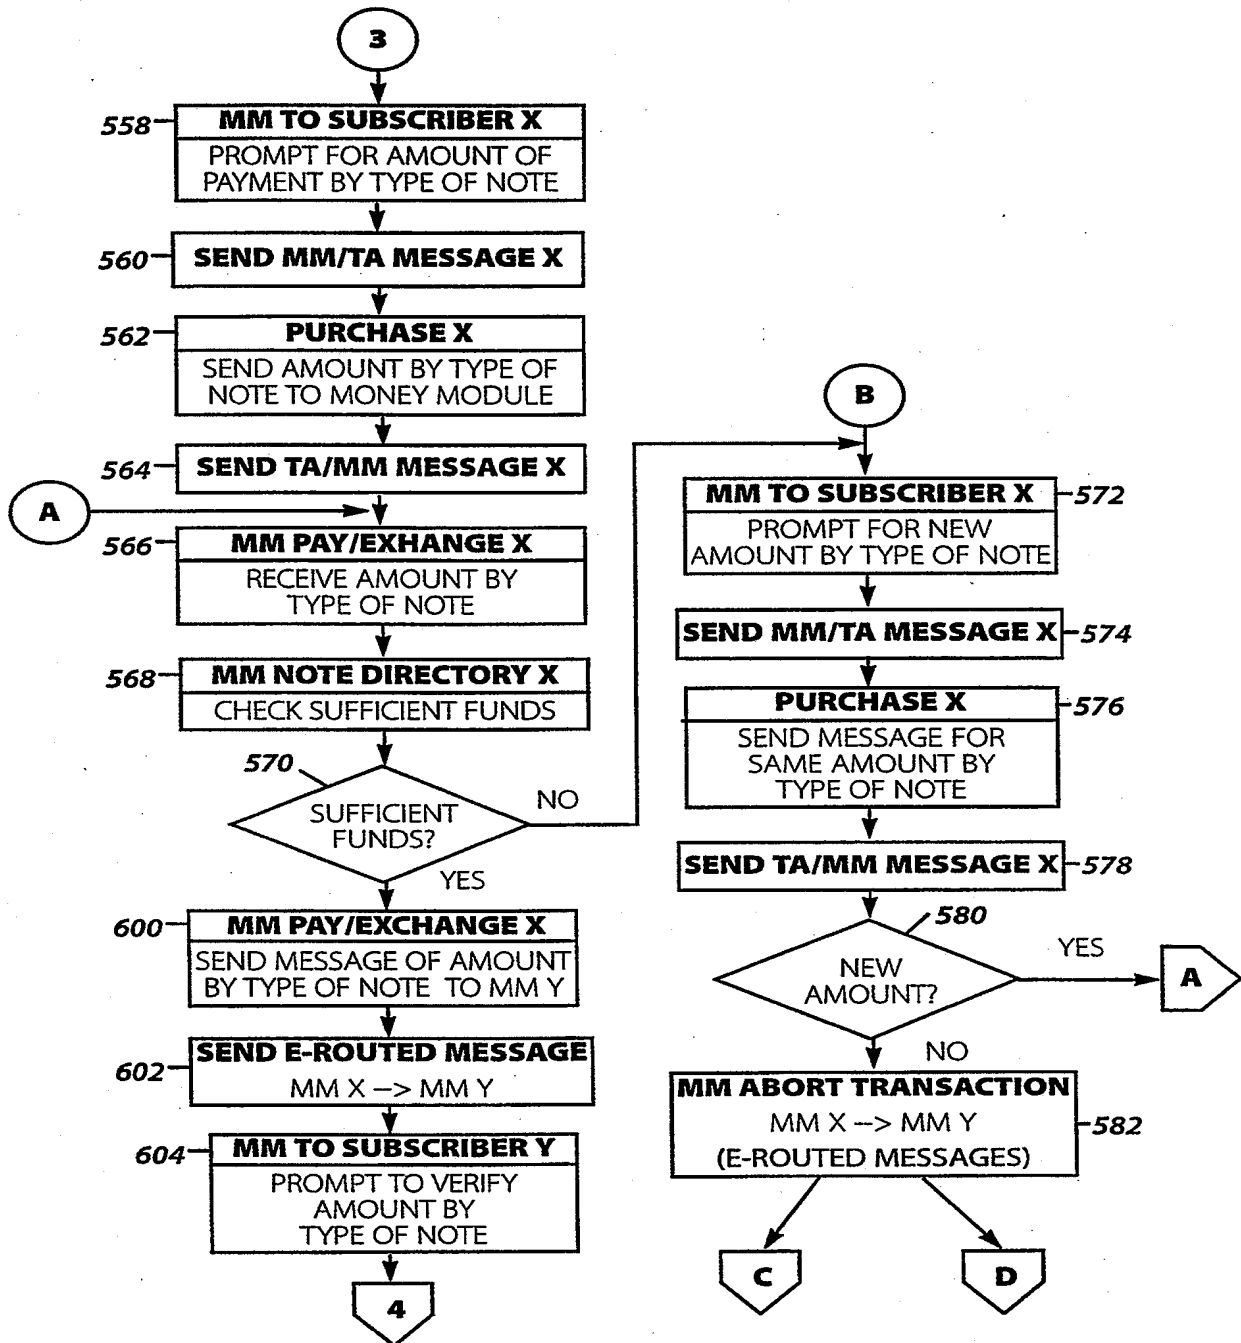 3
558
MM TO SUBSCRIBER X
PROMPT FOR AMOUNT OF
PAYMENT BY TYPE OF NOTE
560
SEND MM/TA MESSAGE X
562
PURCHASE X
SEND AMOUNT BY TYPE OF
NOTE TO MONEY MODULE
564
SEND TA/MM MESSAGE X
A
566
MM PAY/EXHANGE X
RECEIVE AMOUNT BY
TYPE OF NOTE
568
MM NOTE DIRECTORY X
CHECK SUFFICIENT FUNDS
570
SUFFICIENT
FUNDS?
NO
YES
600
MM PAY/EXCHANGE X
SEND MESSAGE OF AMOUNT
BY TYPE OF NOTE TO MM Y
602
SEND E-ROUTED MESSAGE
MM X --> MM Y
604
MM TO SUBSCRIBER Y
PROMPT TO VERIFY
AMOUNT BY
TYPE OF NOTE
4
B
MM TO SUBSCRIBER X
572
PROMPT FOR NEW
AMOUNT BY TYPE OF NOTE
SEND MM/TA MESSAGE X
574
PURCHASE X
576
SEND MESSAGE FOR
SAME AMOUNT BY
TYPE OF NOTE
SEND TA/MM MESSAGE X
578
580
NEW
AMOUNT?
YES
A
NO
MM ABORT TRANSACTION
MM X --> MM Y
(E-ROUTED MESSAGES)
582
C
D